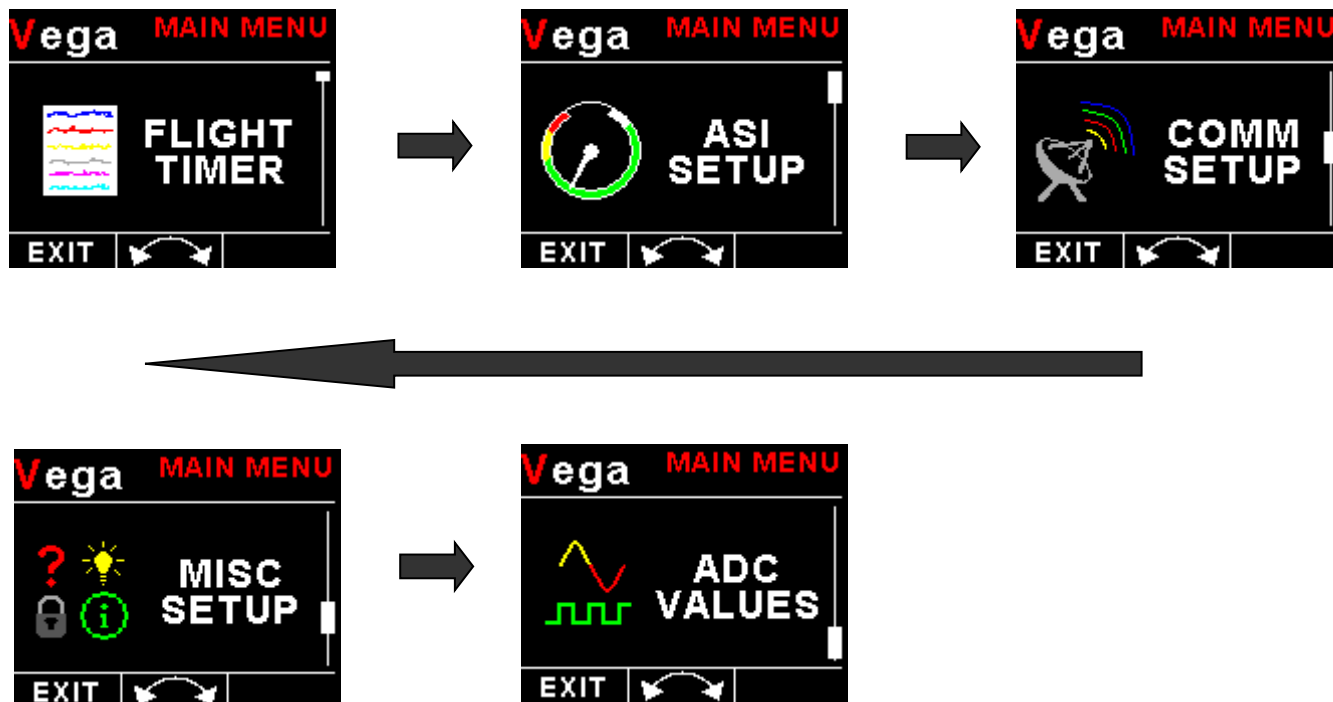 Vega MAIN MENU
FLIGHT
TIMER
EXIT
Vega MAIN MENU
ASI
SETUP
EXIT
Vega MAIN MENU
COMM
SETUP
EXIT
Vega MAIN MENU
? i
MISC
SETUP
EXIT
Vega MAIN MENU
ADC
VALUES
EXIT